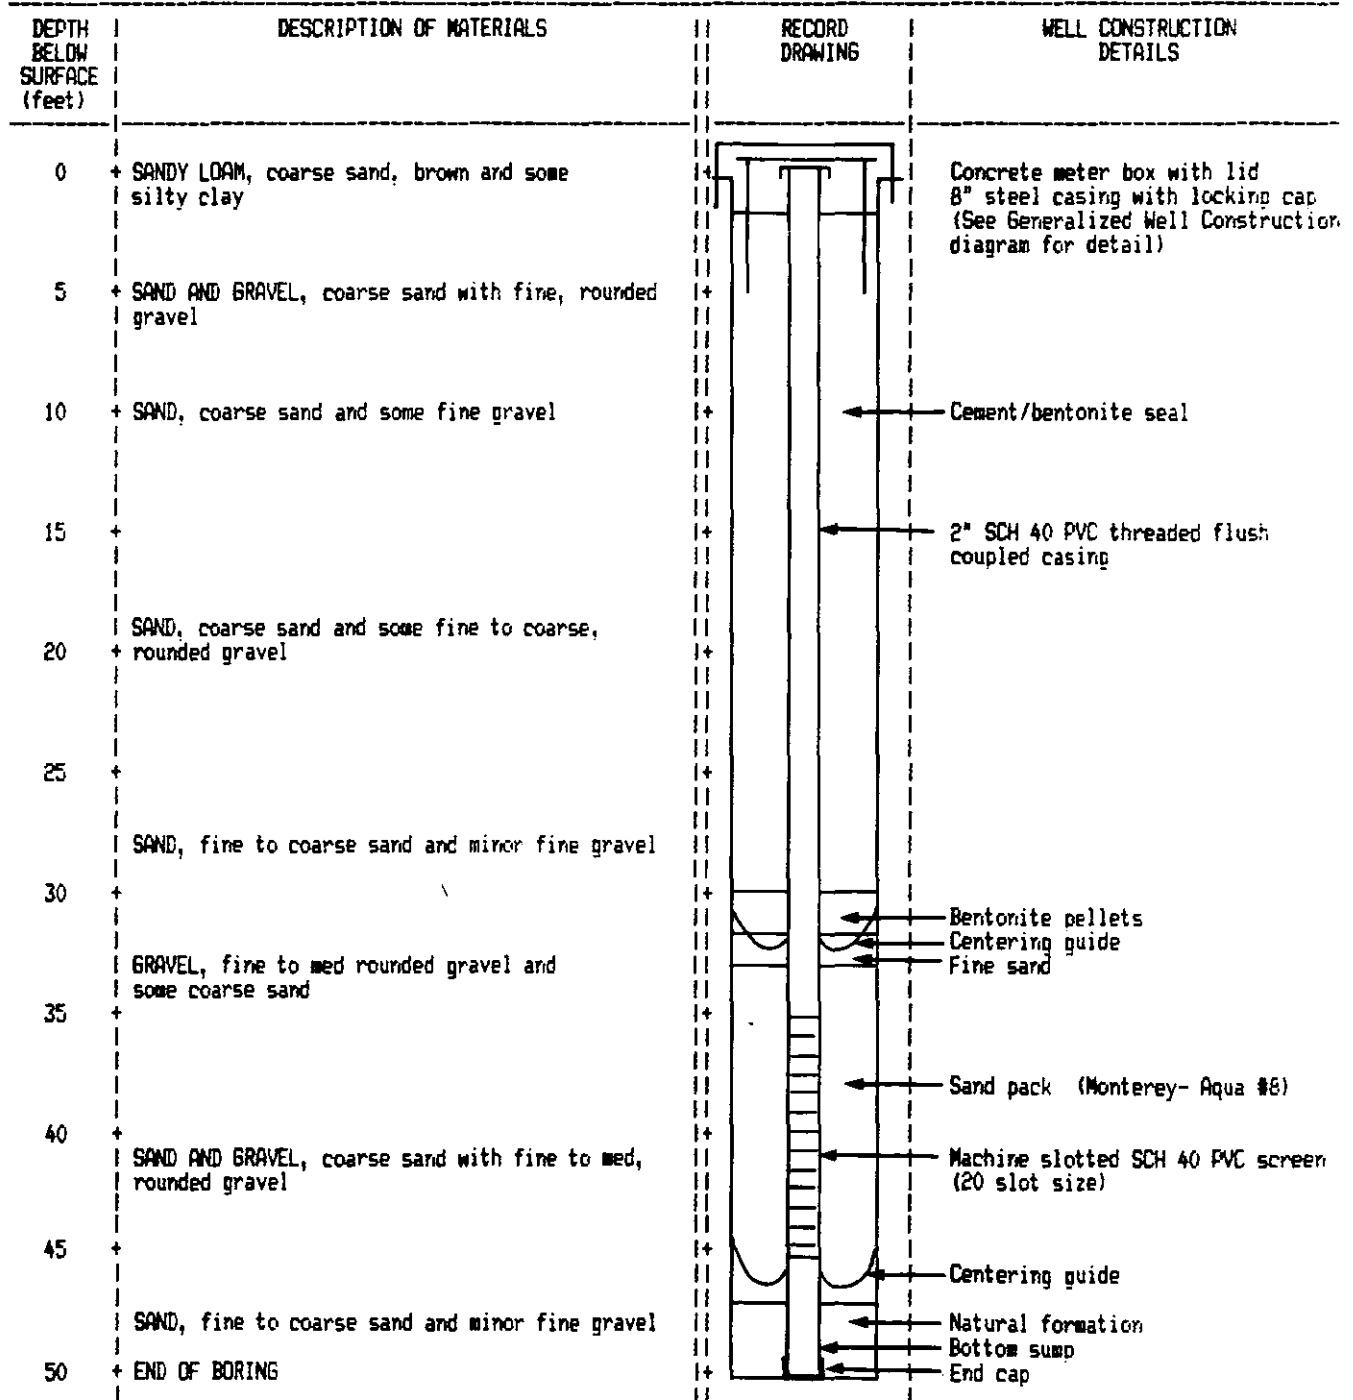 DEPTH BELOW SURFACE (feet)
DESCRIPTION OF MATERIALS
RECORD DRAWING
WELL CONSTRUCTION DETAILS
0
SANDY LOAM, coarse sand, brown and some
silty clay
Concrete meter box with lid
8" steel casing with locking cap
(See Generalized Well Construction
diagram for detail)
5
SAND AND GRAVEL, coarse sand with fine, rounded
gravel
10
SAND, coarse sand and some fine gravel
Cement/bentonite seal
15
2" SCH 40 PVC threaded flush
coupled casing
SAND, coarse sand and some fine to coarse,
20
rounded gravel
25
SAND, fine to coarse sand and minor fine gravel
30
Bentonite pellets
Centering guide
Fine sand
GRAVEL, fine to med rounded gravel and
some coarse sand
35
Sand pack (Monterey- Aqua #8)
40
SAND AND GRAVEL, coarse sand with fine to med,
rounded gravel
Machine slotted SCH 40 PVC screen
(20 slot size)
45
Centering guide
SAND, fine to coarse sand and minor fine gravel
Natural formation
Bottom sump
50
END OF BORING
End cap